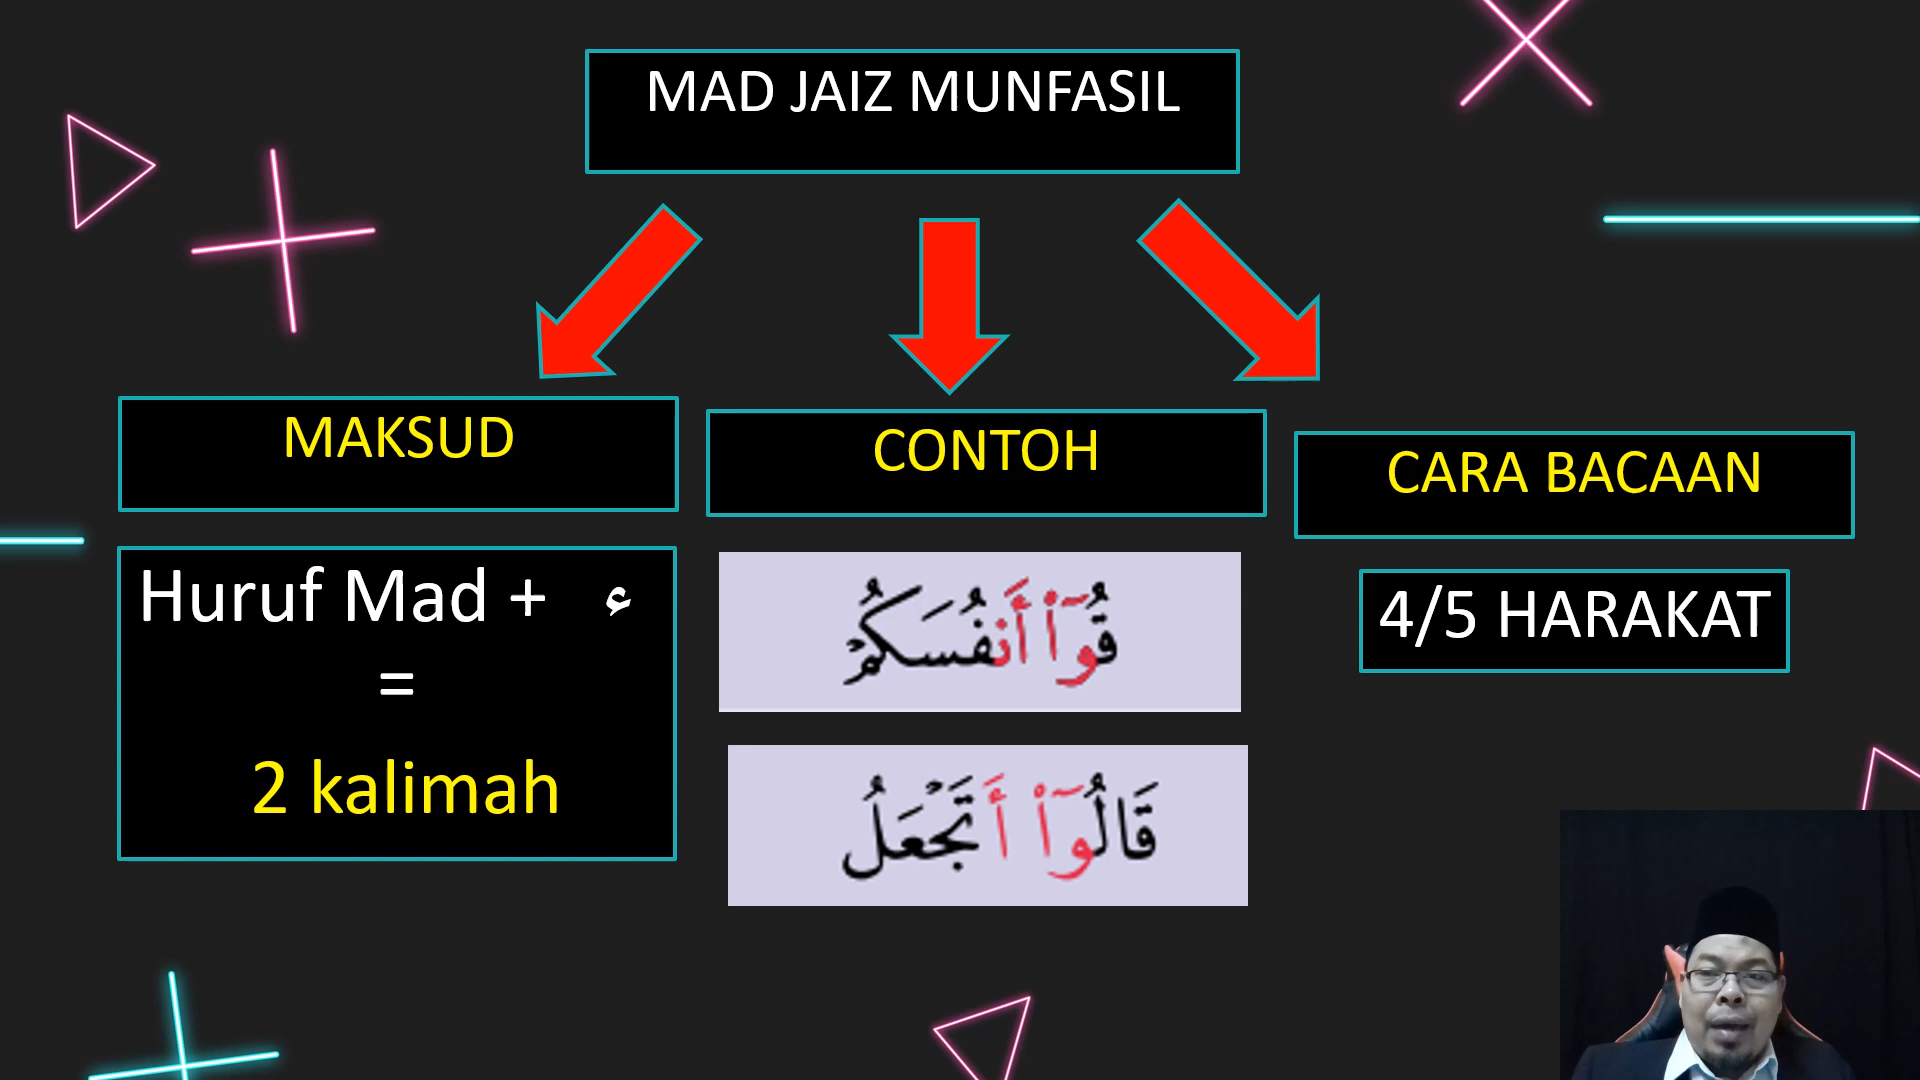 MAD JAIZ MUNFASIL
MAKSUD
CONTOH
CARA BACAAN
Huruf Mad + ء
=
2 kalimah
قُوٓا۟ أَنفُسَكُمْ
قَالُوٓا۟ أَتَجْعَلُ
4/5 HARAKAT